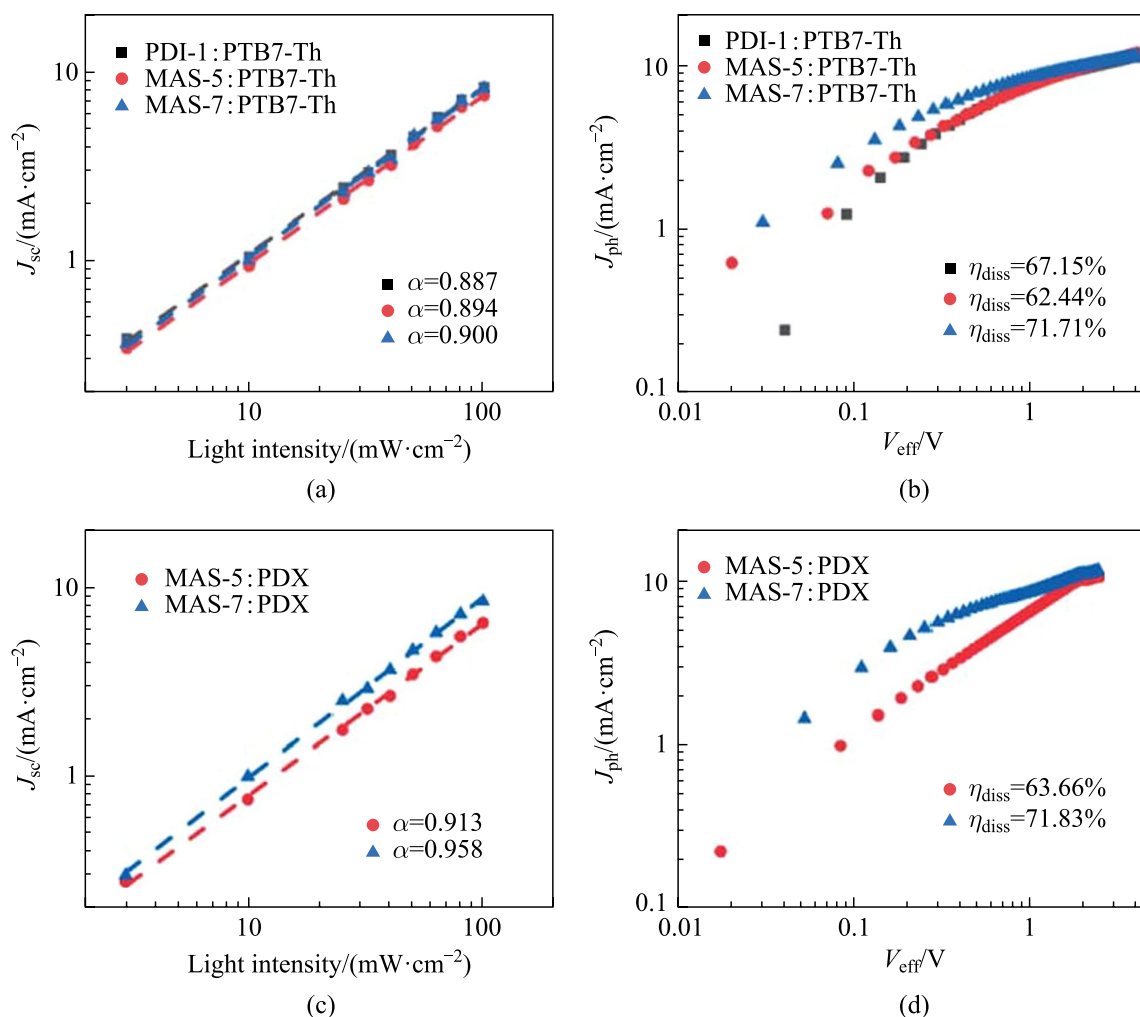 PDI-1:PTB7-Th
MAS-5:PTB7-Th
MAS-7:PTB7-Th
10
1
J_sc/(mA·cm⁻²)
α=0.887
α=0.894
α=0.900
10
100
Light intensity/(mW·cm⁻²)
(a)
PDI-1:PTB7-Th
MAS-5:PTB7-Th
MAS-7:PTB7-Th
10
1
0.1
J_ph/(mA·cm⁻²)
η_diss=67.15%
η_diss=62.44%
η_diss=71.71%
0.01
0.1
1
V_eff/V
(b)
MAS-5:PDX
MAS-7:PDX
10
1
J_sc/(mA·cm⁻²)
α=0.913
α=0.958
10
100
Light intensity/(mW·cm⁻²)
(c)
MAS-5:PDX
MAS-7:PDX
10
1
0.1
J_ph/(mA·cm⁻²)
η_diss=63.66%
η_diss=71.83%
0.01
0.1
1
V_eff/V
(d)